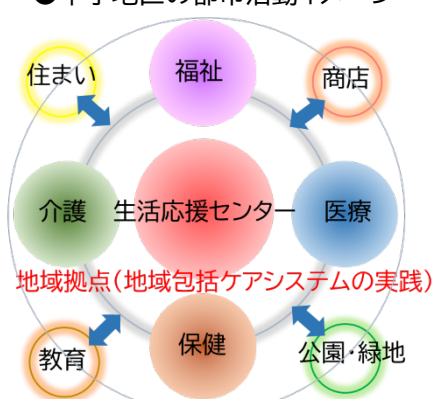 住まい
福祉
商店
介護
生活応援センター
医療
地域拠点(地域包括ケアシステムの実践)
教育
保健
公園・緑地